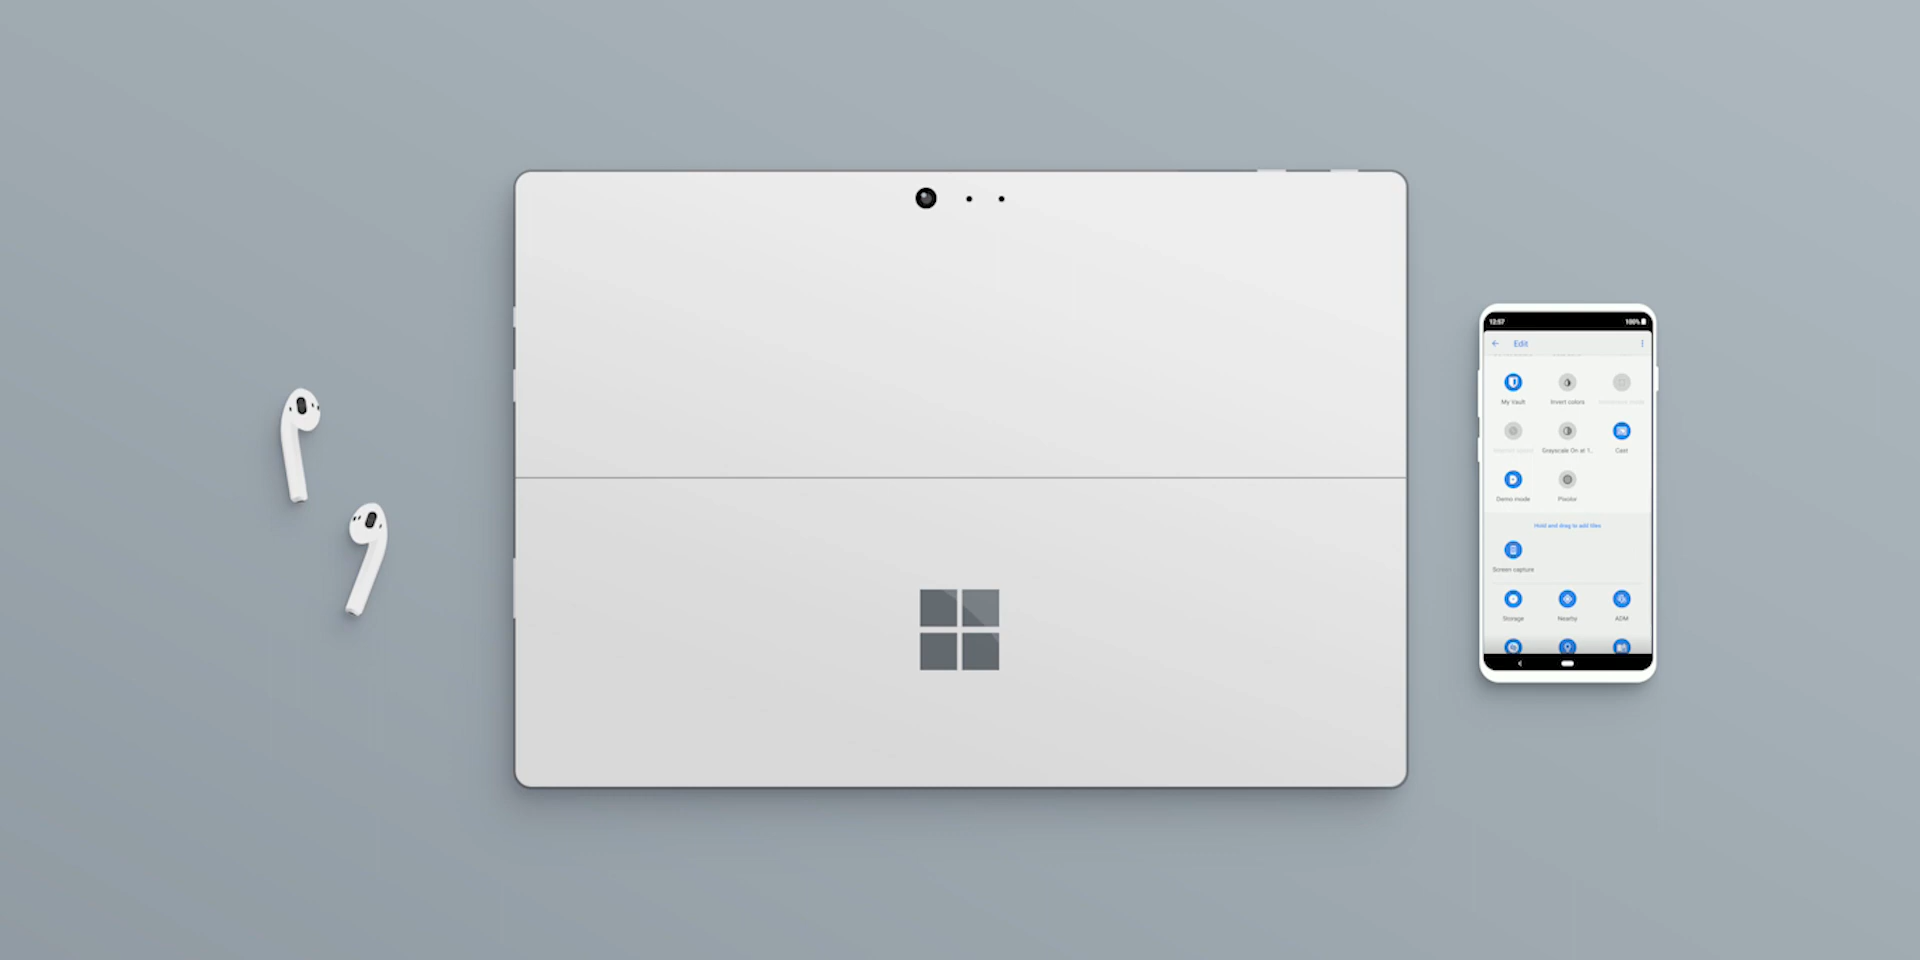 12:57 100%
Edit
My Vault Invert colors
Grayscale On at 1.. Cast
Demo mode Pixolor
Hold and drag to add tiles
Screen capture
Storage Nearby ADM